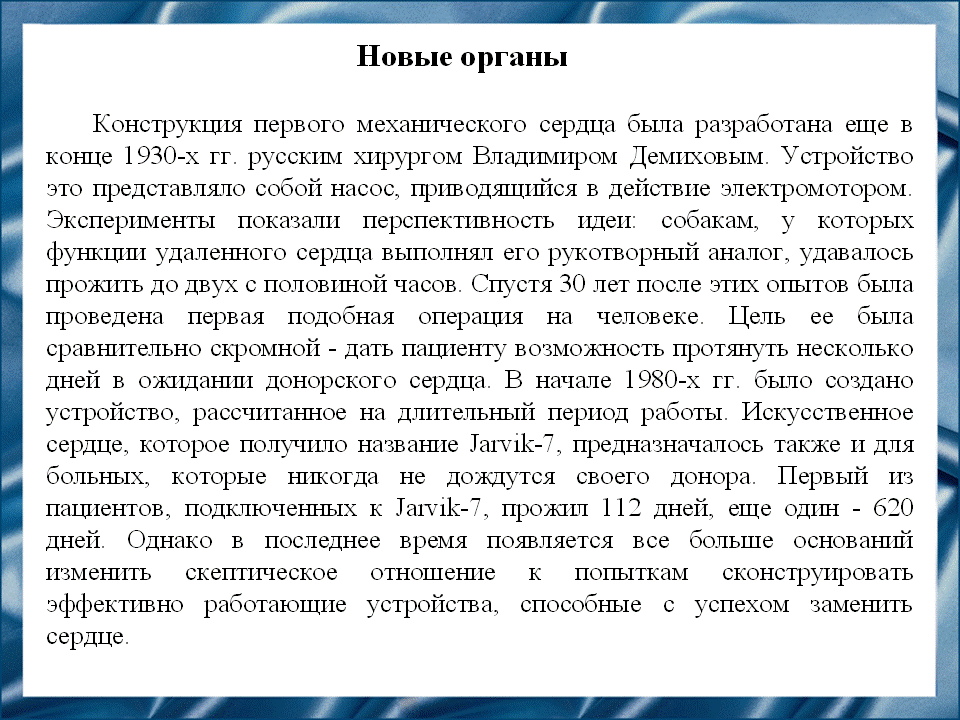 Новые органы
Конструкция первого механического сердца была разработана еще в
конце 1930-х гг. русским хирургом Владимиром Демиховым. Устройство
это представляло собой насос, приводящийся в действие электромотором.
Эксперименты показали перспективность идеи: собакам, у которых
функции удаленного сердца выполнял его рукотворный аналог, удавалось
прожить до двух с половиной часов. Спустя 30 лет после этих опытов была
проведена первая подобная операция на человеке. Цель ее была
сравнительно скромной - дать пациенту возможность протянуть несколько
дней в ожидании донорского сердца. В начале 1980-х гг. было создано
устройство, рассчитанное на длительный период работы. Искусственное
сердце, которое получило название Jarvik-7, предназначалось также и для
больных, которые никогда не дождутся своего донора. Первый из
пациентов, подключенных к Jarvik-7, прожил 112 дней, еще один - 620
дней. Однако в последнее время появляется все больше оснований
изменить скептическое отношение к попыткам сконструировать
эффективно работающие устройства, способные с успехом заменить
сердце.